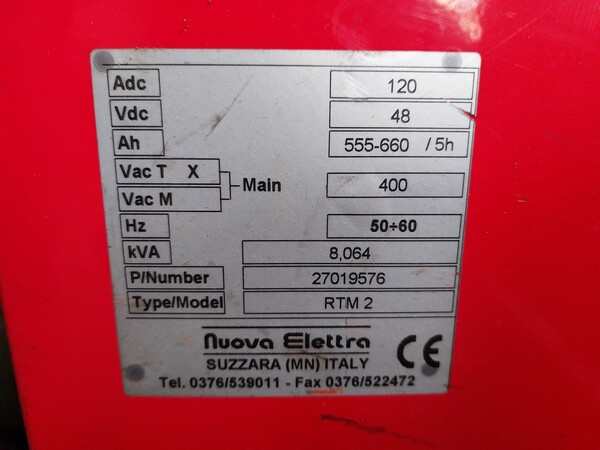 Adc 120
Vdc 48
Ah 555-660 / 5h
Vac T X
Main 400
Vac M
Hz 50÷60
kVA 8,064
P/Number 27019576
Type/Model RTM 2
Nuova Elettra
SUZZARA (MN) ITALY
CE
Tel. 0376/539011 - Fax 0376/522472